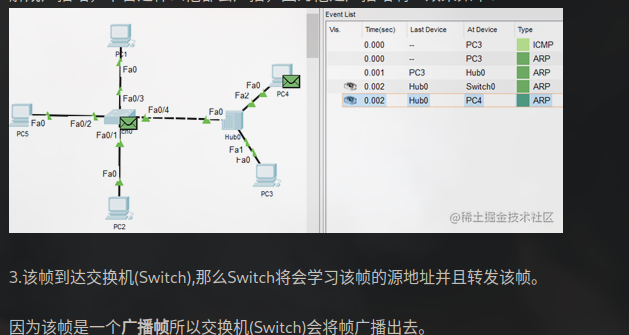 Event List
Vis. Time(sec) Last Device At Device Type
0.000 -- PC3 ICMP
0.000 -- PC3 ARP
0.001 PC3 Hub0 ARP
0.002 Hub0 Switch0 ARP
0.002 Hub0 PC4 ARP
PC1
Fa0
Fa0/3
Fa0
Fa2
PC4
Fa0/4
Fa0
PC5
Fa0
Fa0/2
Fa0/1
Hub0
Fa1
Fa0
PC3
Fa0
PC2
@稀土掘金技术社区
3.该帧到达交换机(Switch),那么Switch将会学习该帧的源地址并且转发该帧。
因为该帧是一个广播帧所以交换机(Switch)会将帧广播出去。